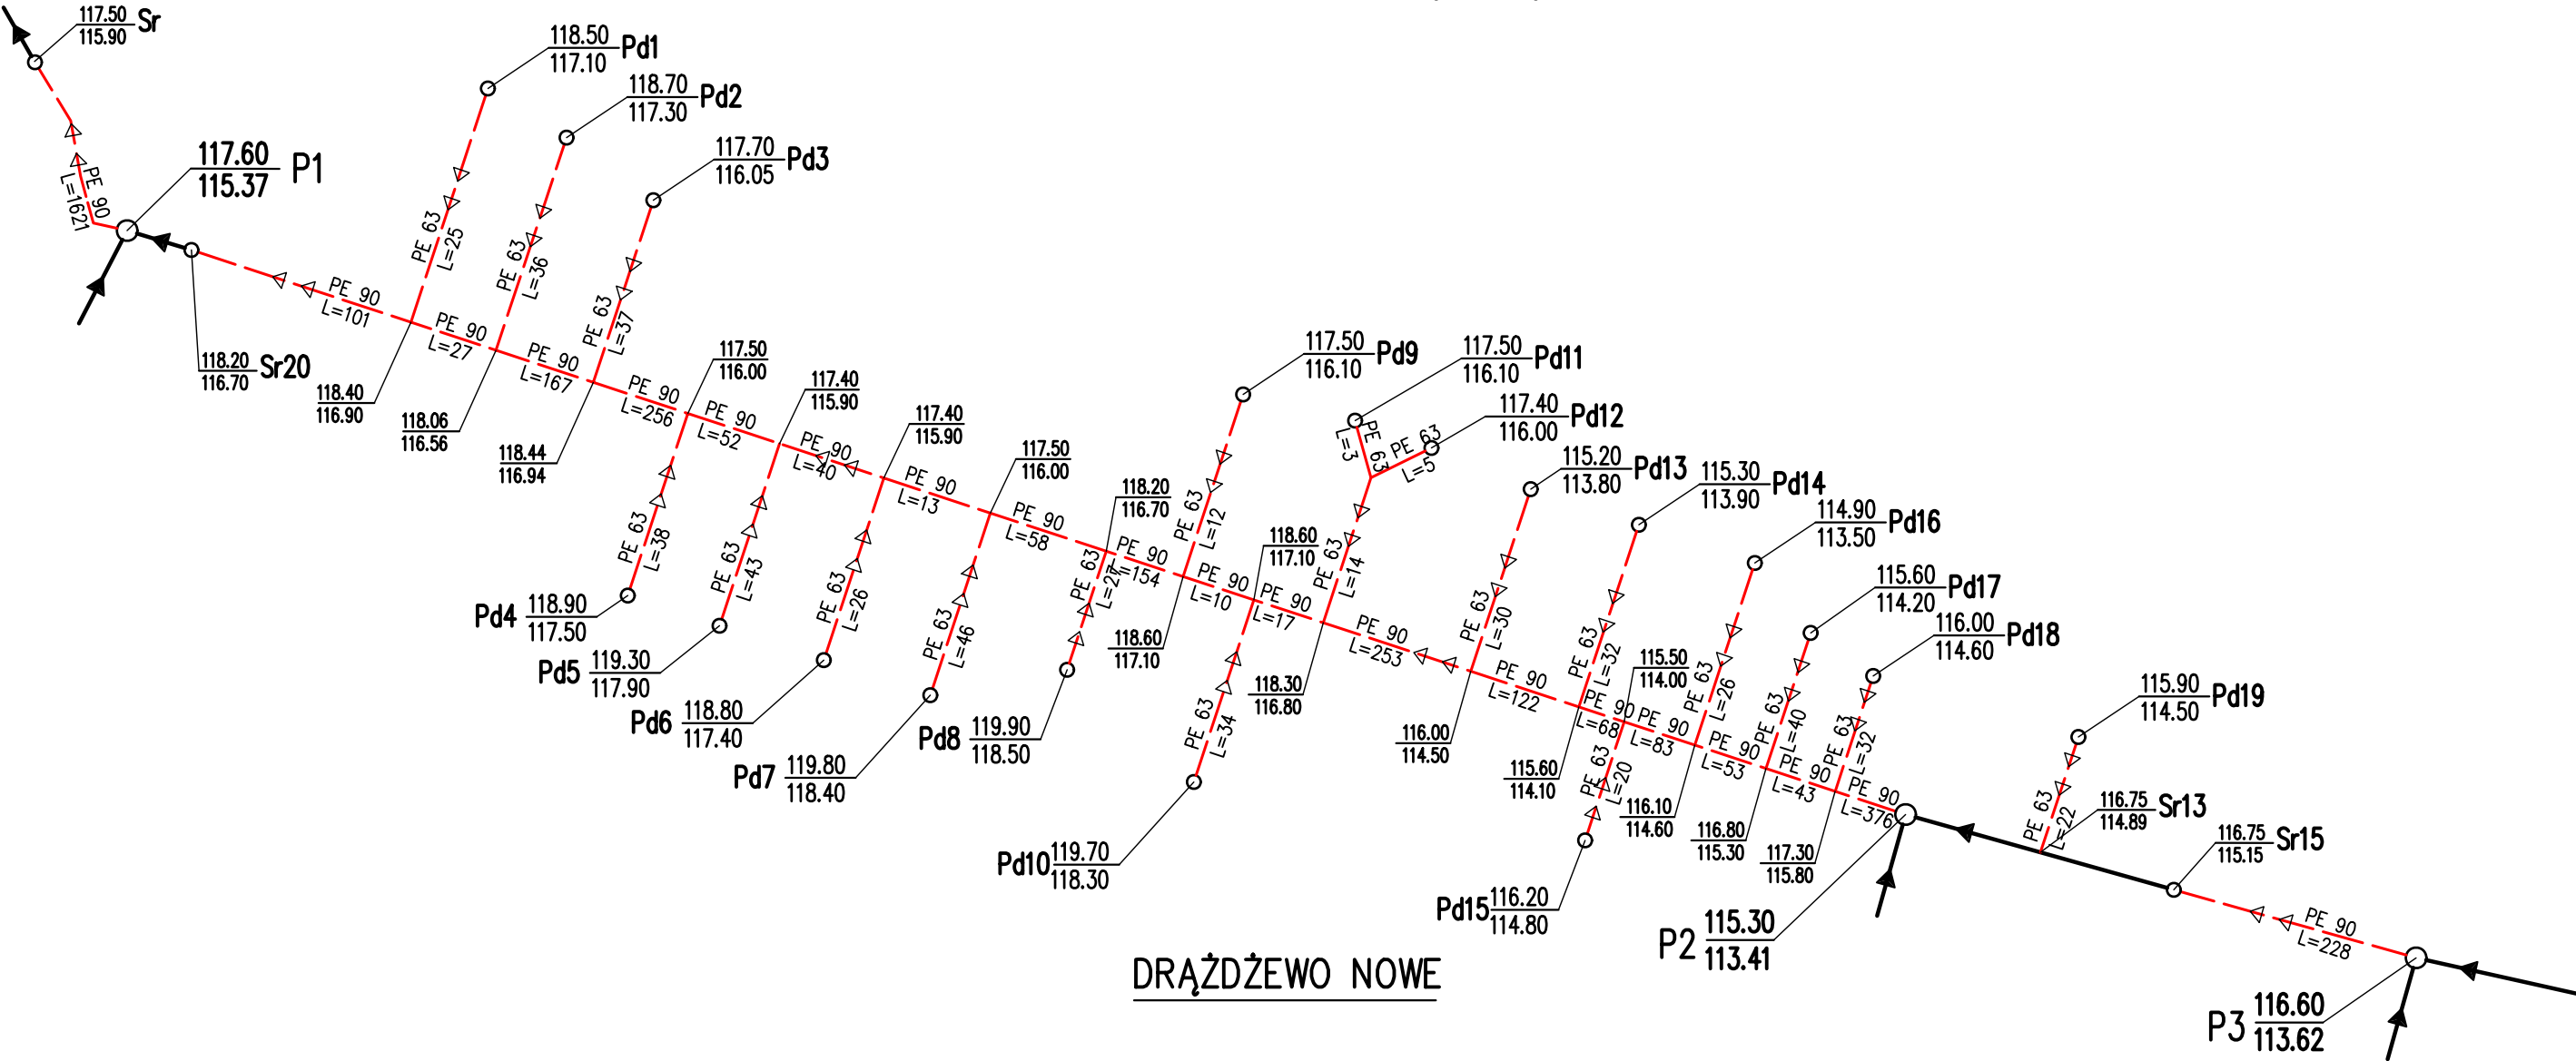 117.50
115.90
Sr
118.50
117.10
Pd1
118.70
117.30
Pd2
117.70
116.05
Pd3
117.60
115.37
P1
PE 90
L=1621
PE 63
L=25
PE 63
L=36
PE 63
L=37
PE 90
L=101
PE 90
L=27
PE 90
L=167
PE 90
L=256
118.20
116.70
Sr20
118.40
116.90
118.06
116.56
118.44
116.94
117.50
116.00
117.40
115.90
117.40
115.90
117.50
116.00
118.20
116.70
PE 90
L=52
PE 90
L=40
PE 90
L=13
PE 90
L=58
PE 90
L=154
PE 90
L=10
PE 90
L=17
PE 90
L=253
PE 90
L=122
PE 90
L=68
PE 90
L=83
PE 90
L=53
PE 90
L=43
PE 90
L=376
PE 63
L=38
PE 63
L=43
PE 63
L=26
PE 63
L=46
PE 63
L=27
Pd4
118.90
117.50
Pd5
119.30
117.90
Pd6
118.80
117.40
Pd7
119.80
118.40
Pd8
119.90
118.50
117.50
116.10
Pd9
117.50
116.10
Pd11
117.40
116.00
Pd12
PE 63
L=12
PE 63
L=3
PE 63
L=5
PE 63
L=14
118.60
117.10
118.60
117.10
118.30
116.80
PE 63
L=34
Pd10
119.70
118.30
115.20
113.80
Pd13
115.30
113.90
Pd14
114.90
113.50
Pd16
115.60
114.20
Pd17
116.00
114.60
Pd18
115.90
114.50
Pd19
PE 63
L=30
PE 63
L=32
PE 63
L=26
PE 63
L=40
PE 63
L=32
PE 63
L=22
115.50
114.00
116.00
114.50
115.60
114.10
116.10
114.60
116.80
115.30
117.30
115.80
PE 63
L=20
Pd15
116.20
114.80
116.75
114.89
Sr13
116.75
115.15
Sr15
P2
115.30
113.41
PE 90
L=228
P3
116.60
113.62
DRĄŻDŻEWO NOWE